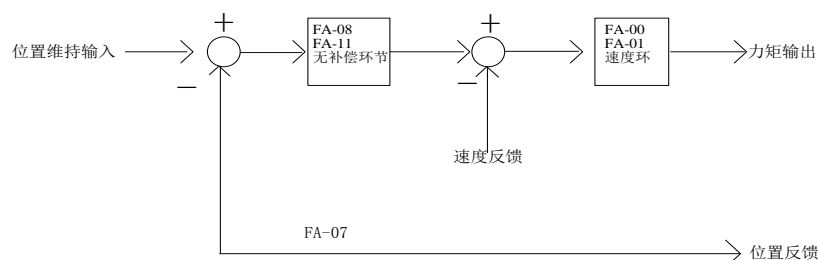 +
+
FA-08
FA-11
无补偿环节
FA-00
FA-01
速度环
位置维持输入
力矩输出
—
—
速度反馈
FA-07
位置反馈